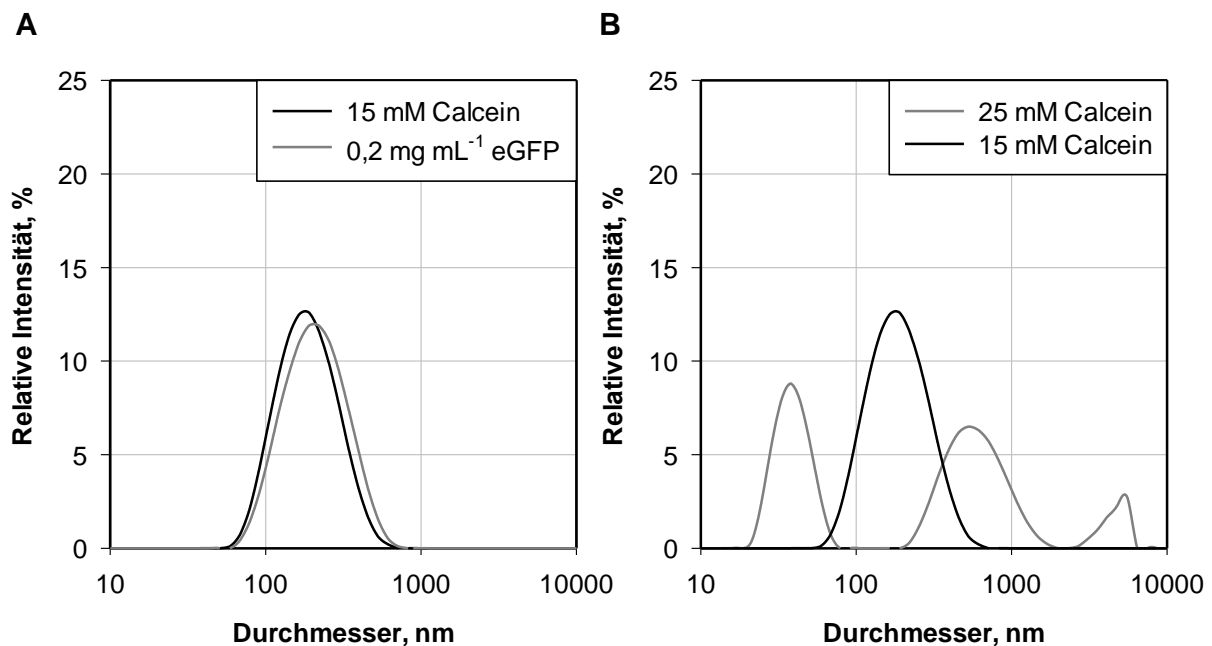 A
B
25
20
15
10
5
0
Relative Intensität, %
15 mM Calcein
0,2 mg mL⁻¹ eGFP
10
100
1000
10000
Durchmesser, nm
25
20
15
10
5
0
Relative Intensität, %
25 mM Calcein
15 mM Calcein
10
100
1000
10000
Durchmesser, nm